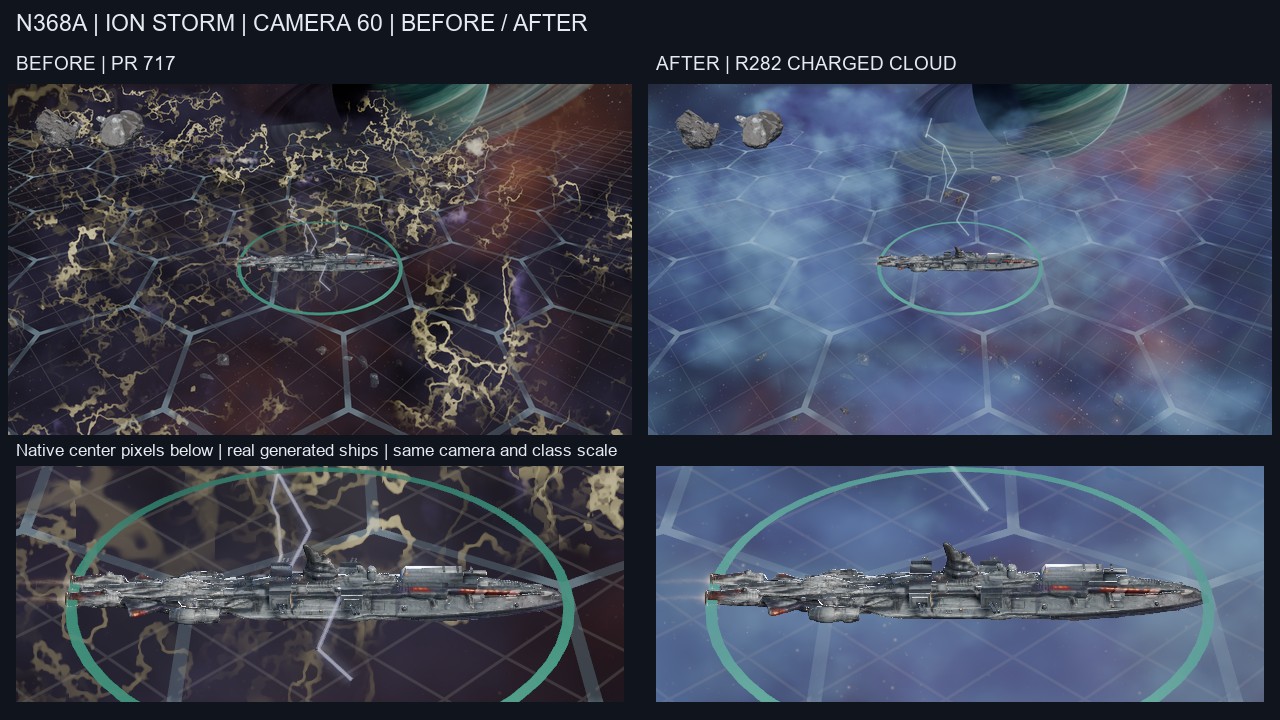 N368A | ION STORM | CAMERA 60 | BEFORE / AFTER
BEFORE | PR 717
AFTER | R282 CHARGED CLOUD
Native center pixels below | real generated ships | same camera and class scale